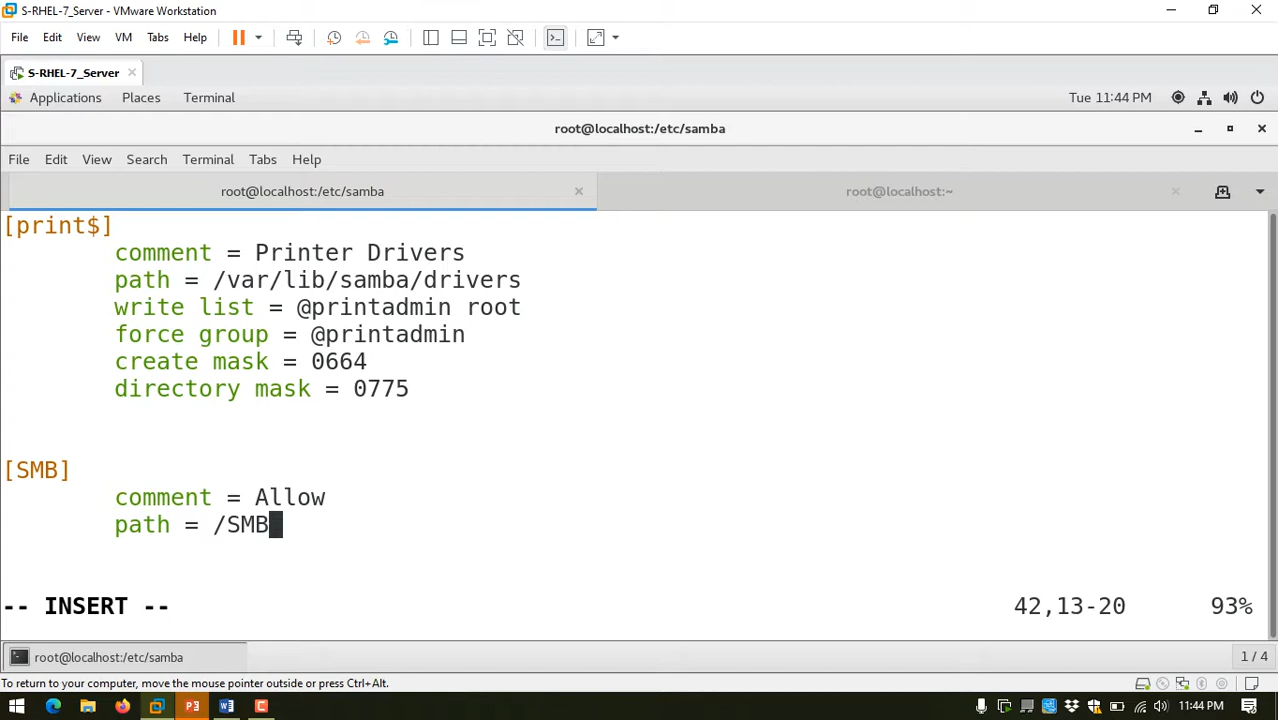 S-RHEL-7_Server - VMware Workstation
File Edit View VM Tabs Help
S-RHEL-7_Server
Applications Places Terminal Tue 11:44 PM
root@localhost:/etc/samba
File Edit View Search Terminal Tabs Help
root@localhost:/etc/samba root@localhost:~
[print$]
comment = Printer Drivers
path = /var/lib/samba/drivers
write list = @printadmin root
force group = @printadmin
create mask = 0664
directory mask = 0775
[SMB]
comment = Allow
path = /SMB
-- INSERT -- 42,13-20 93%
root@localhost:/etc/samba 1 / 4
To return to your computer, move the mouse pointer outside or press Ctrl+Alt.
11:44 PM